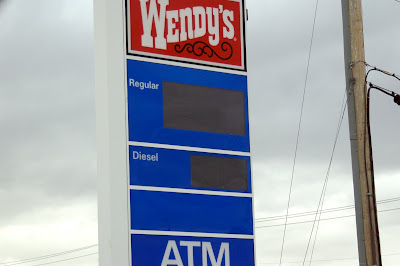 WENDY'S
Regular
Diesel
ATM